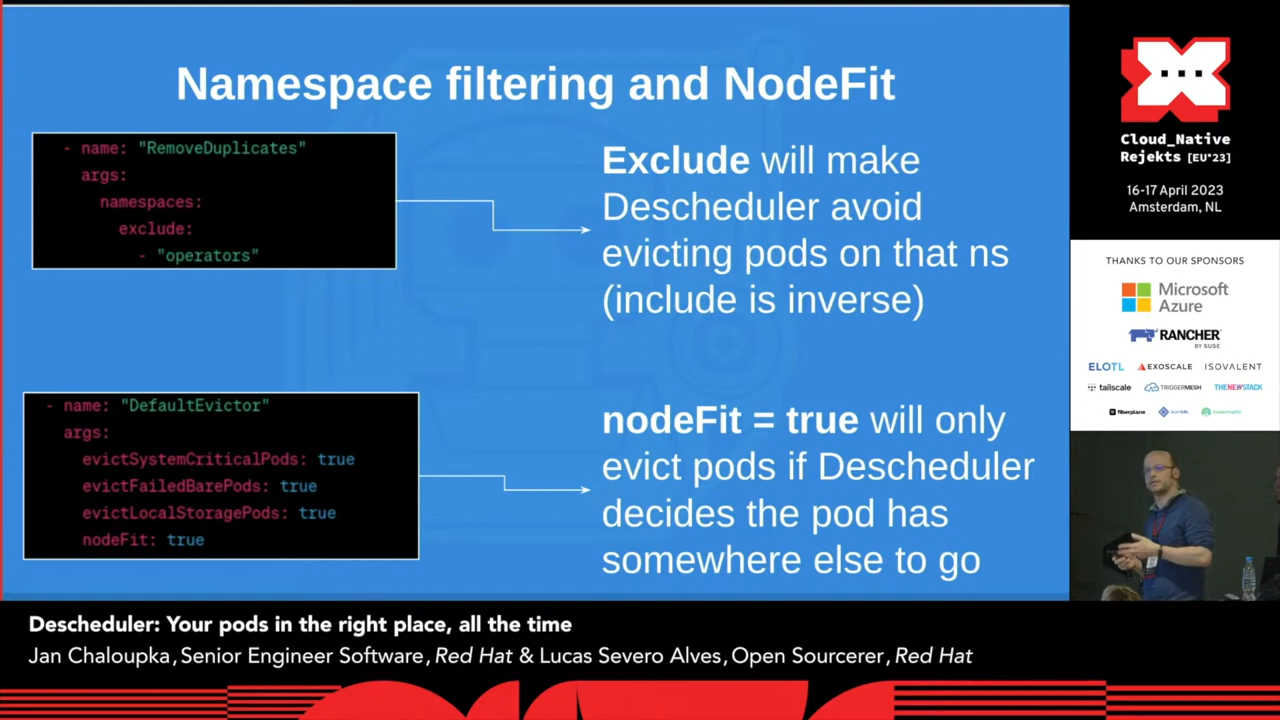 Namespace filtering and NodeFit
- name: "RemoveDuplicates"
args:
namespaces:
exclude:
- "operators"
Exclude will make
Descheduler avoid
evicting pods on that ns
(include is inverse)
- name: "DefaultEvictor"
args:
evictSystemCriticalPods: true
evictFailedBarePods: true
evictLocalStoragePods: true
nodeFit: true
nodeFit = true will only
evict pods if Descheduler
decides the pod has
somewhere else to go
Cloud_Native
Rejekts [EU'23]
16-17 April 2023
Amsterdam, NL
THANKS TO OUR SPONSORS
Microsoft
Azure
RANCHER
BY SUSE
ELOTL EXOSCALE ISOVALENT
tailscale TRIGGERMESH THENEWSTACK
fiberplane
Descheduler: Your pods in the right place, all the time
Jan Chaloupka, Senior Engineer Software, Red Hat & Lucas Severo Alves, Open Sourcerer, Red Hat